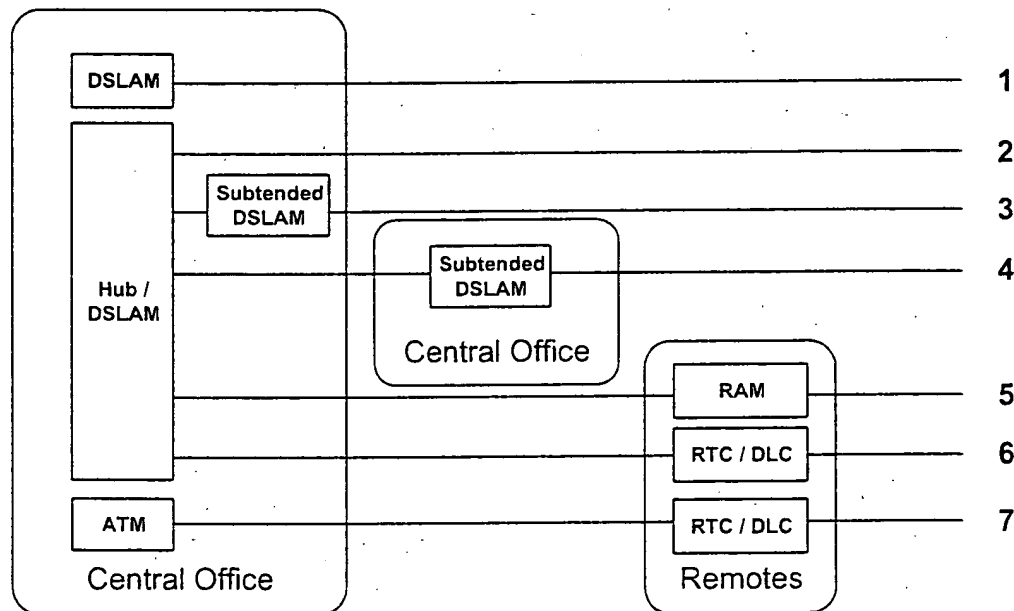 DSLAM
1
2
Subtended
DSLAM
3
Subtended
DSLAM
4
Hub /
DSLAM
Central Office
RAM
5
RTC / DLC
6
ATM
RTC / DLC
7
Central Office
Remotes